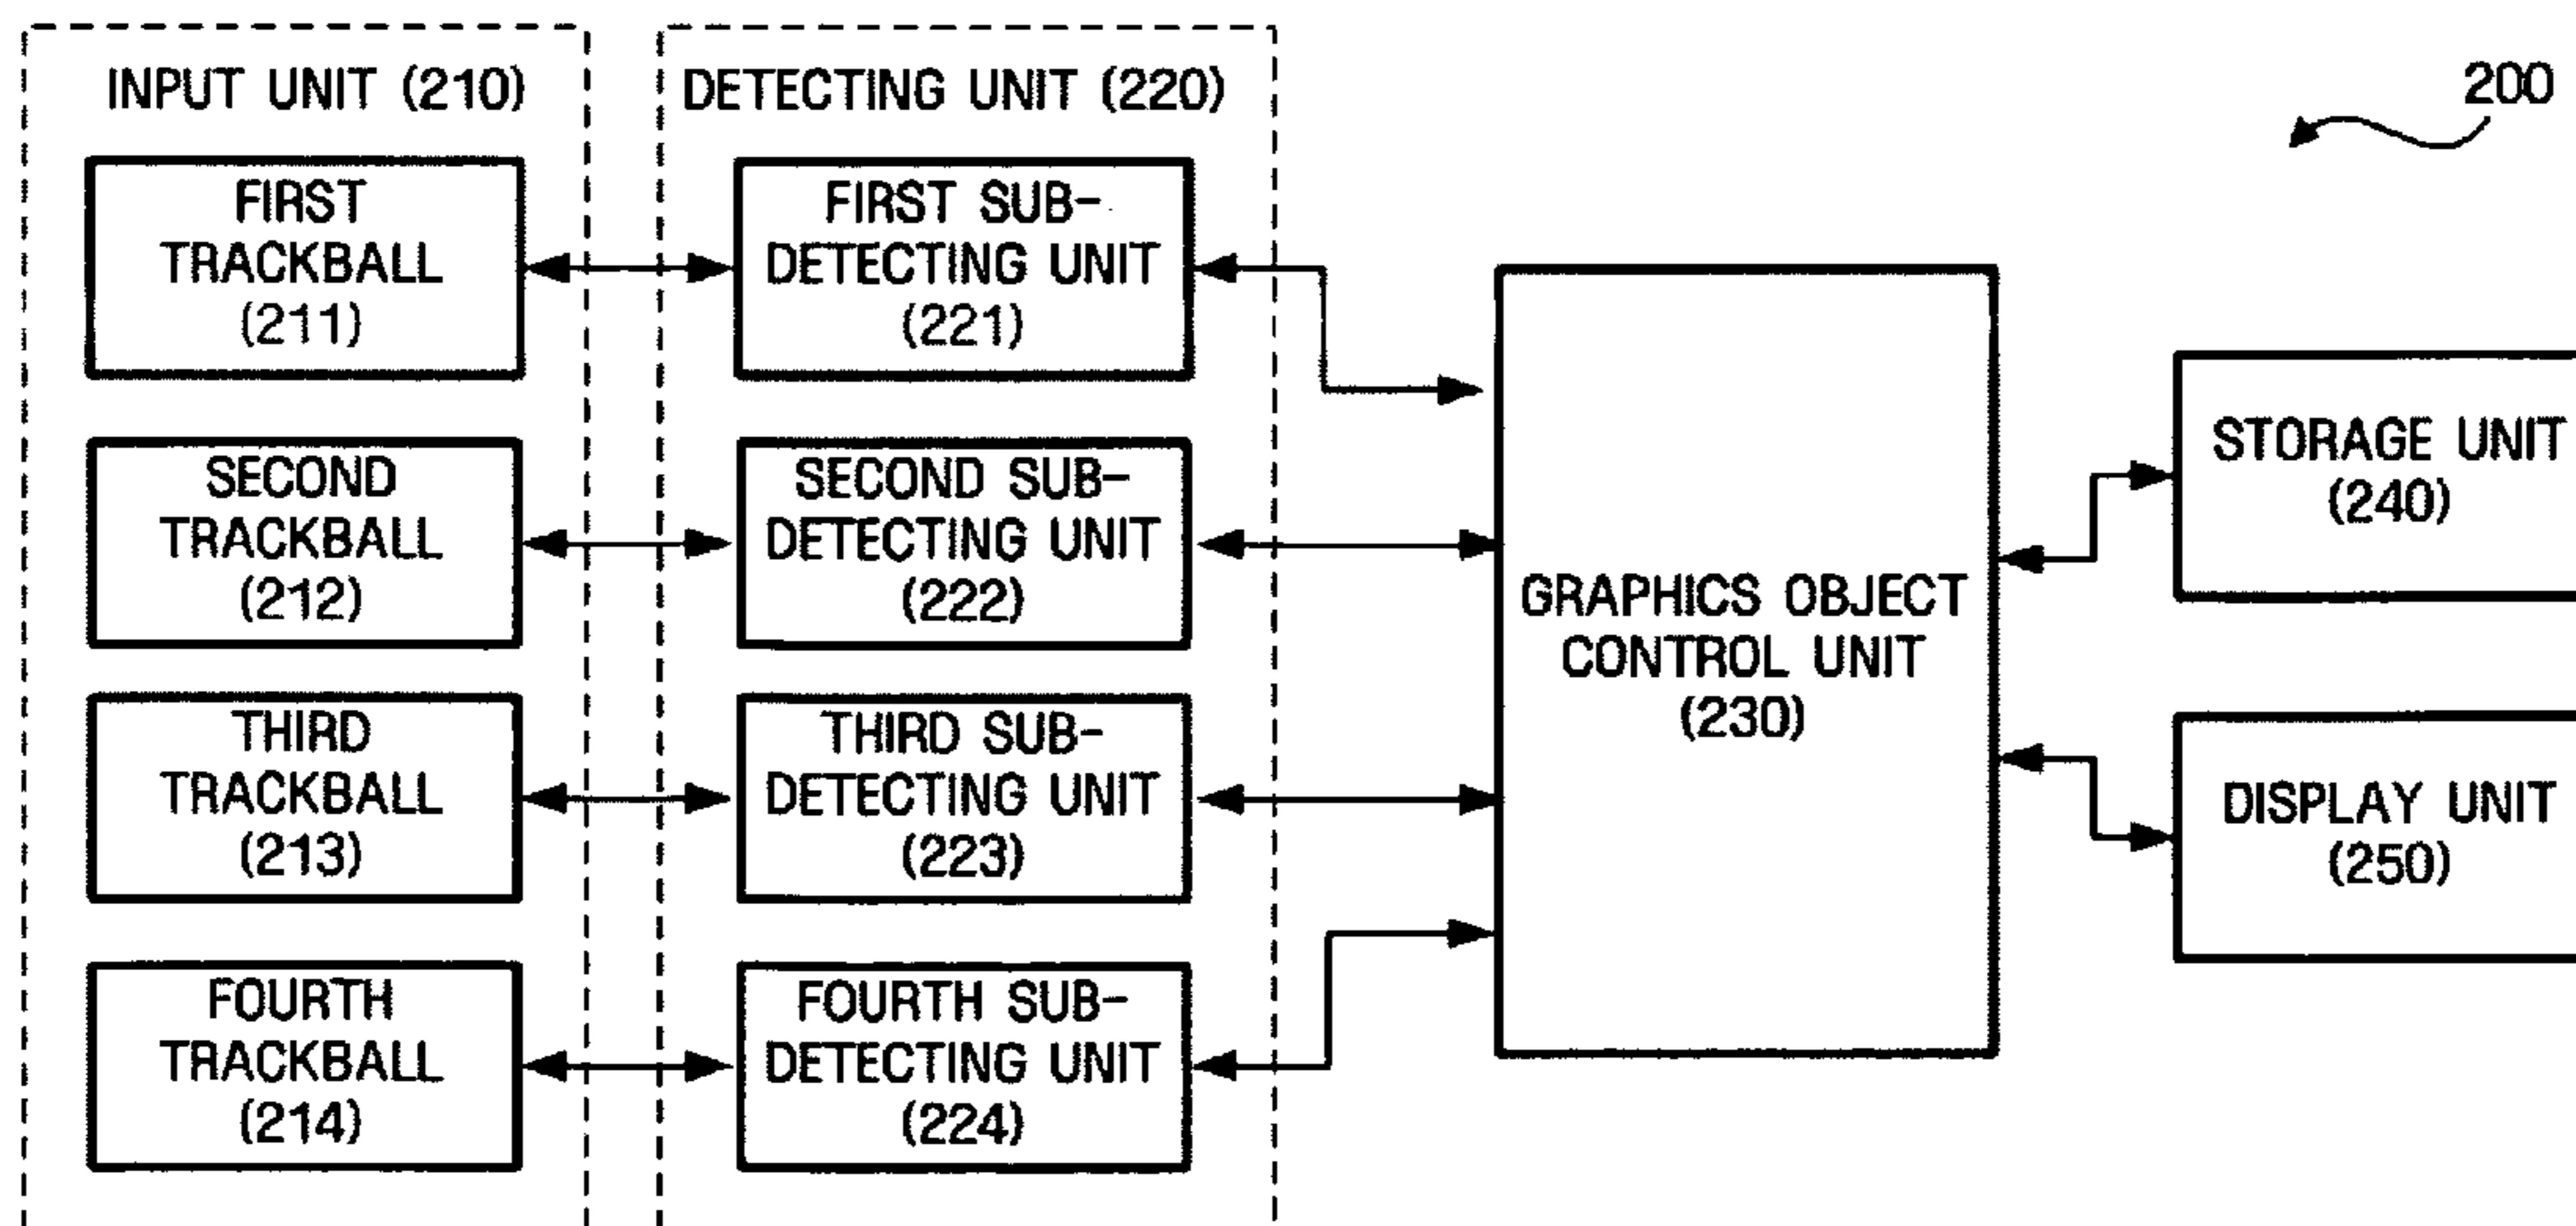 INPUT UNIT (210)
DETECTING UNIT (220)
200
FIRST
TRACKBALL
(211)
FIRST SUB-
DETECTING UNIT
(221)
SECOND
TRACKBALL
(212)
SECOND SUB-
DETECTING UNIT
(222)
THIRD
TRACKBALL
(213)
THIRD SUB-
DETECTING UNIT
(223)
FOURTH
TRACKBALL
(214)
FOURTH SUB-
DETECTING UNIT
(224)
GRAPHICS OBJECT
CONTROL UNIT
(230)
STORAGE UNIT
(240)
DISPLAY UNIT
(250)